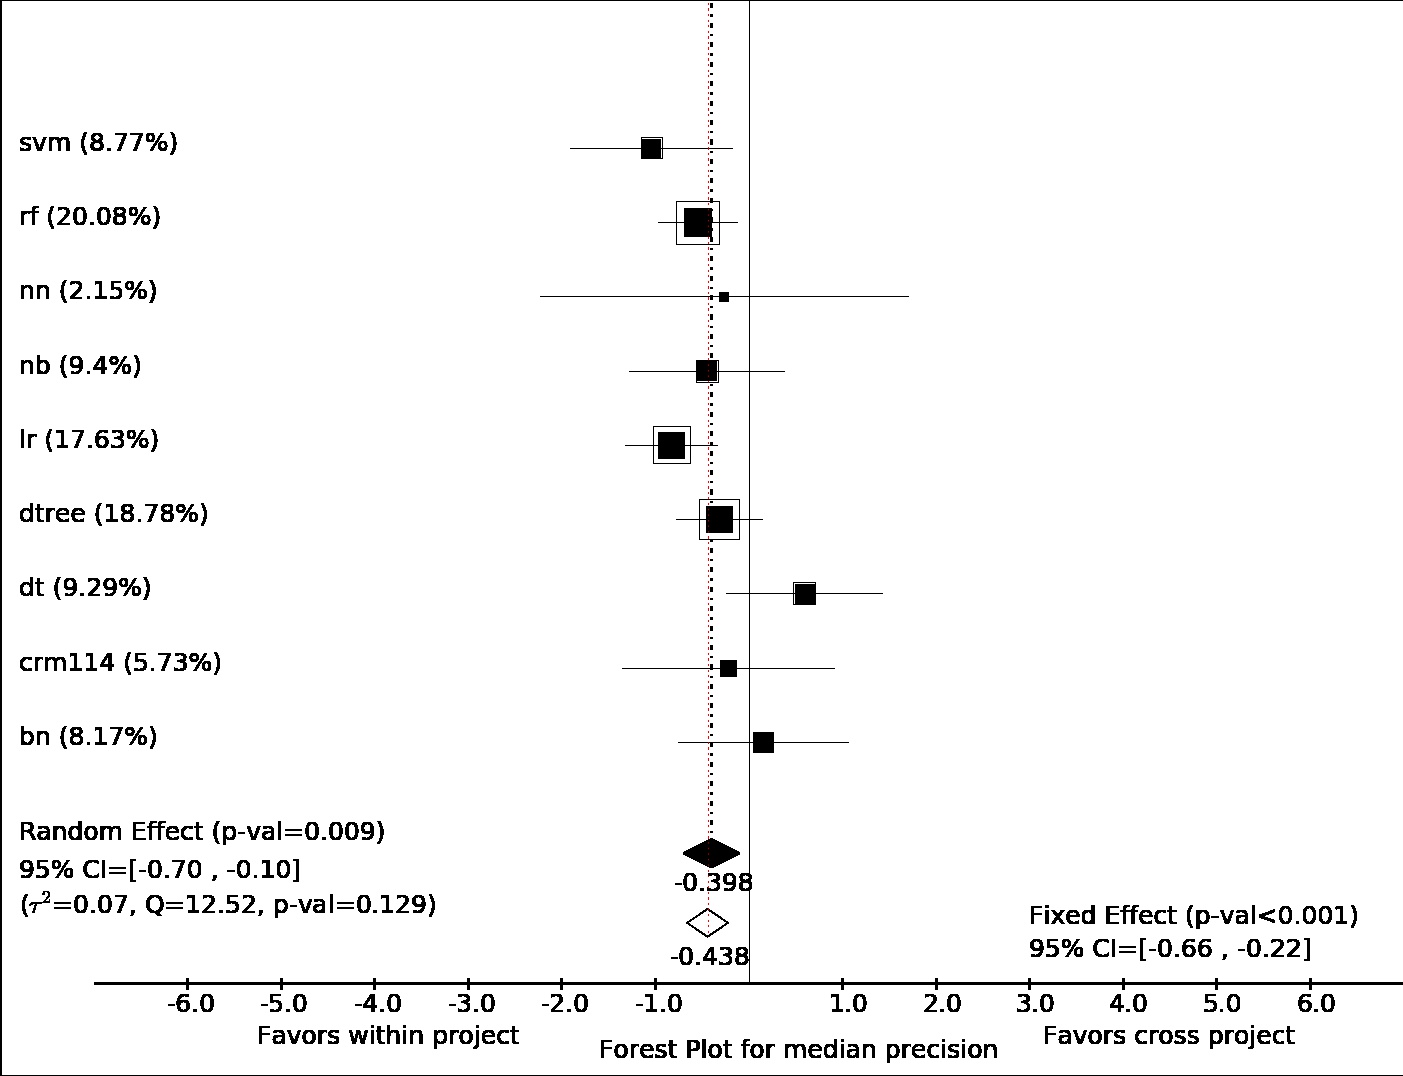 svm (8.77%)
rf (20.08%)
nn (2.15%)
nb (9.4%)
lr (17.63%)
dtree (18.78%)
dt (9.29%)
crm114 (5.73%)
bn (8.17%)
Random Effect (p-val=0.009)
95% CI=[-0.70 , -0.10]
(τ²=0.07, Q=12.52, p-val=0.129)
-0.398
-0.438
Fixed Effect (p-val<0.001)
95% CI=[-0.66 , -0.22]
-6.0 -5.0 -4.0 -3.0 -2.0 -1.0 1.0 2.0 3.0 4.0 5.0 6.0
Favors within project
Forest Plot for median precision
Favors cross project